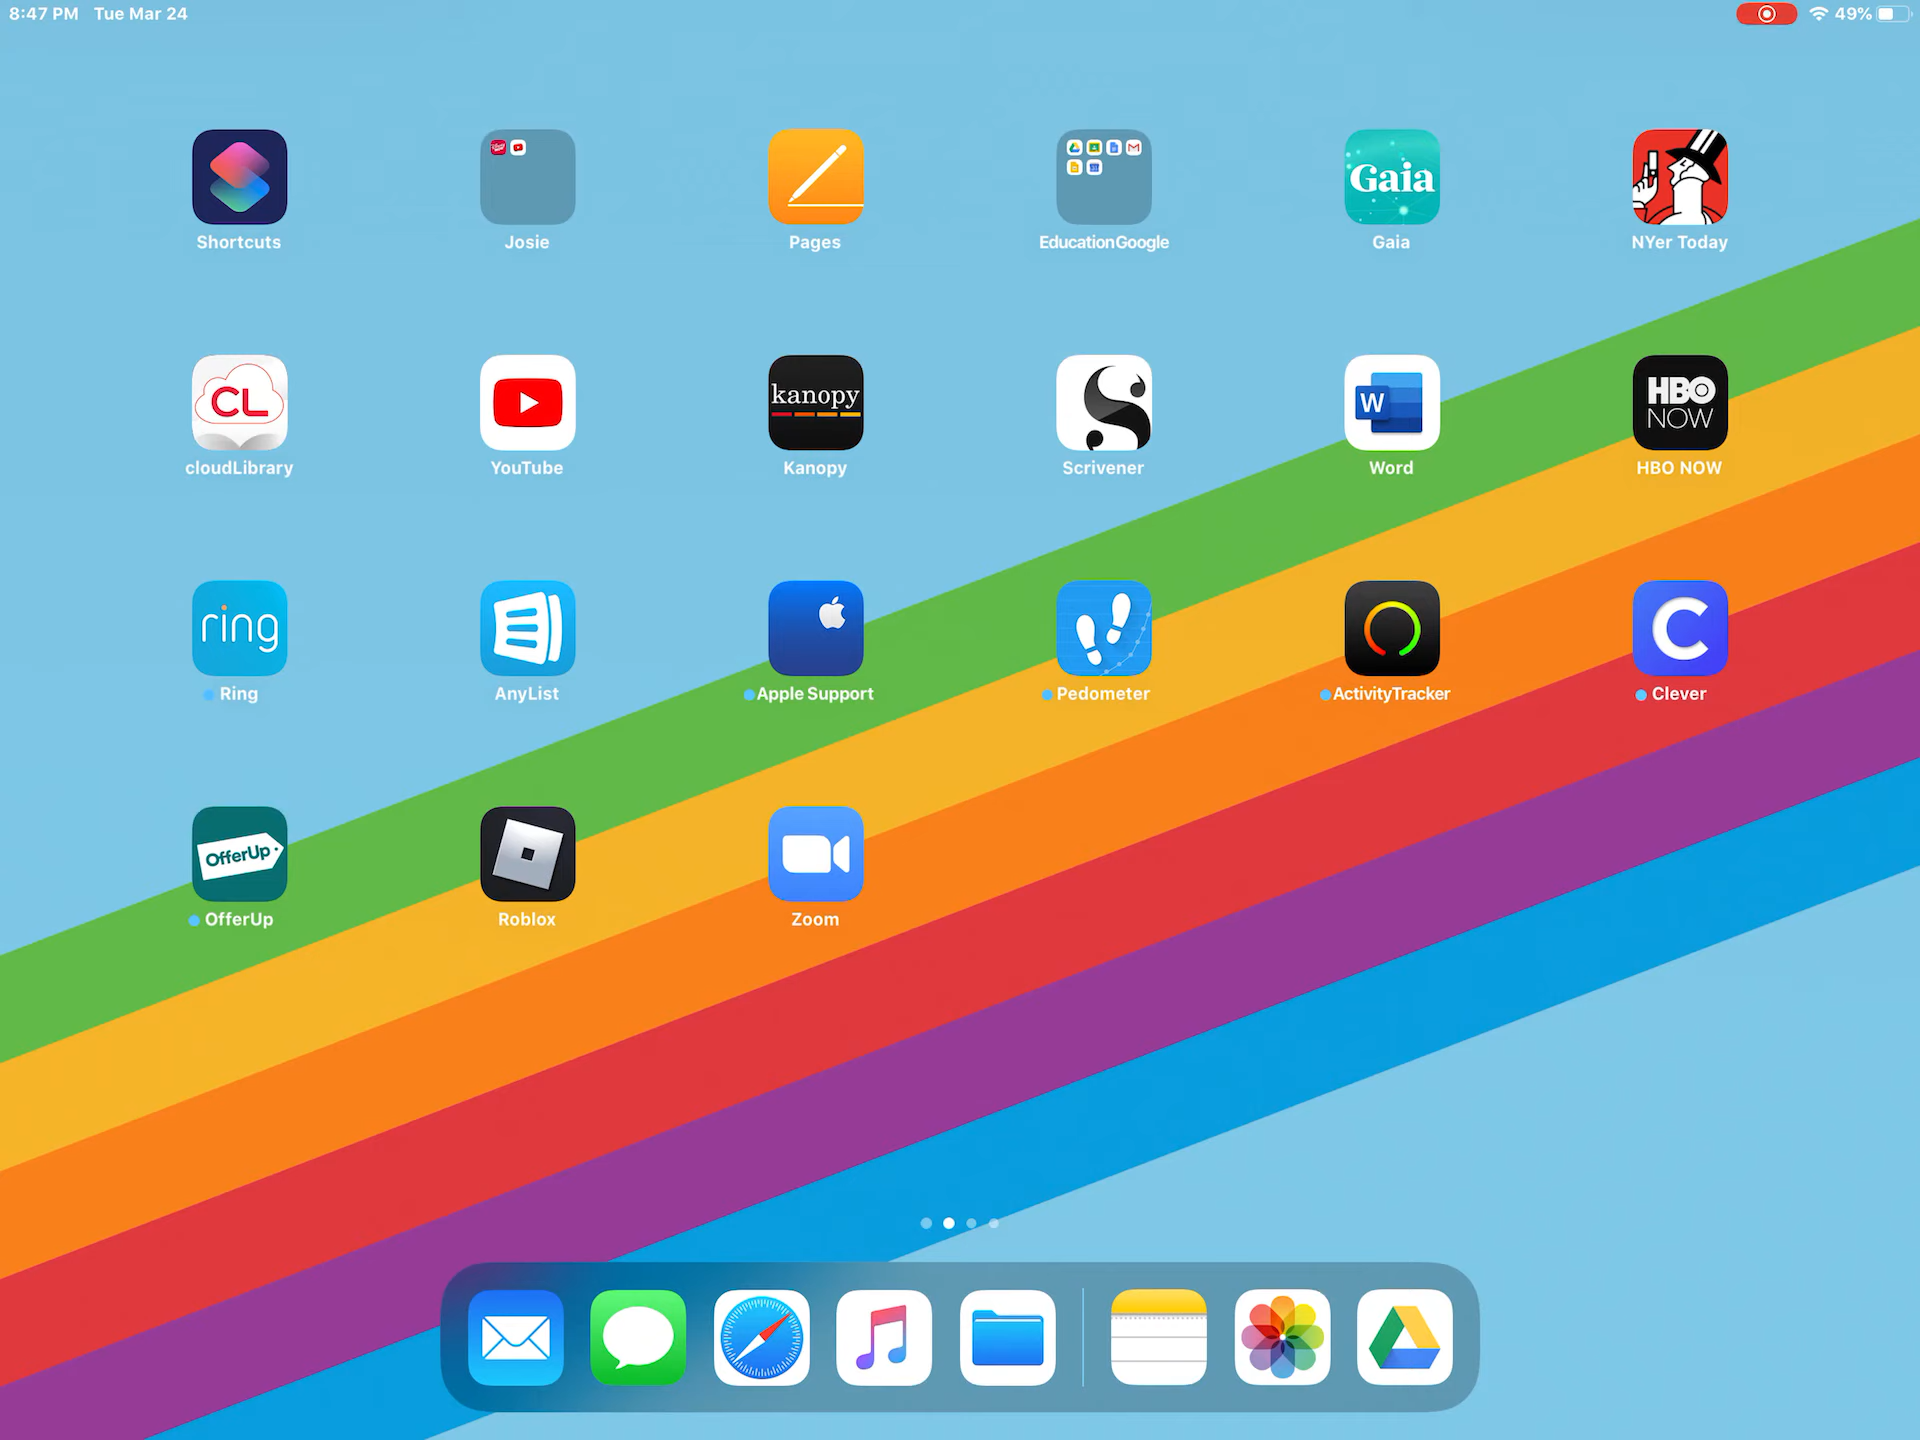 8:47 PM Tue Mar 24 49%
Shortcuts Josie Pages EducationGoogle Gaia NYer Today
Gaia
CL kanopy W HBO NOW
cloudLibrary YouTube Kanopy Scrivener Word HBO NOW
ring C
Ring AnyList Apple Support Pedometer ActivityTracker Clever
OfferUp
OfferUp Roblox Zoom